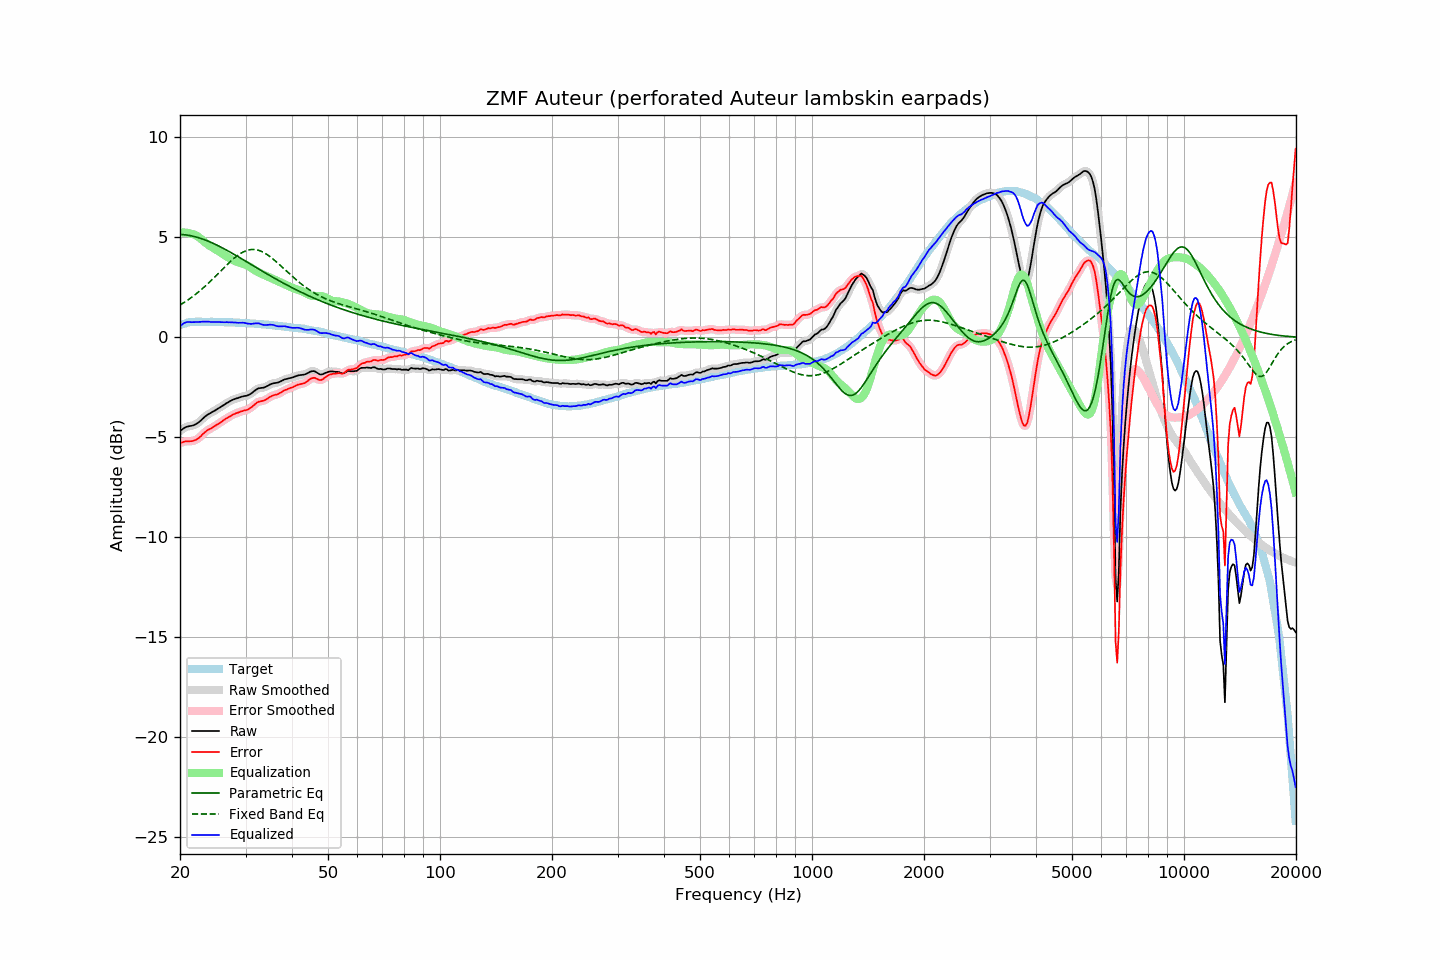 ZMF Auteur (perforated Auteur lambskin earpads)
10
5
0
−5
−10
−15
−20
−25
Amplitude (dBr)
Target
Raw Smoothed
Error Smoothed
Raw
Error
Equalization
Parametric Eq
Fixed Band Eq
Equalized
20 50 100 200 500 1000 2000 5000 10000 20000
Frequency (Hz)